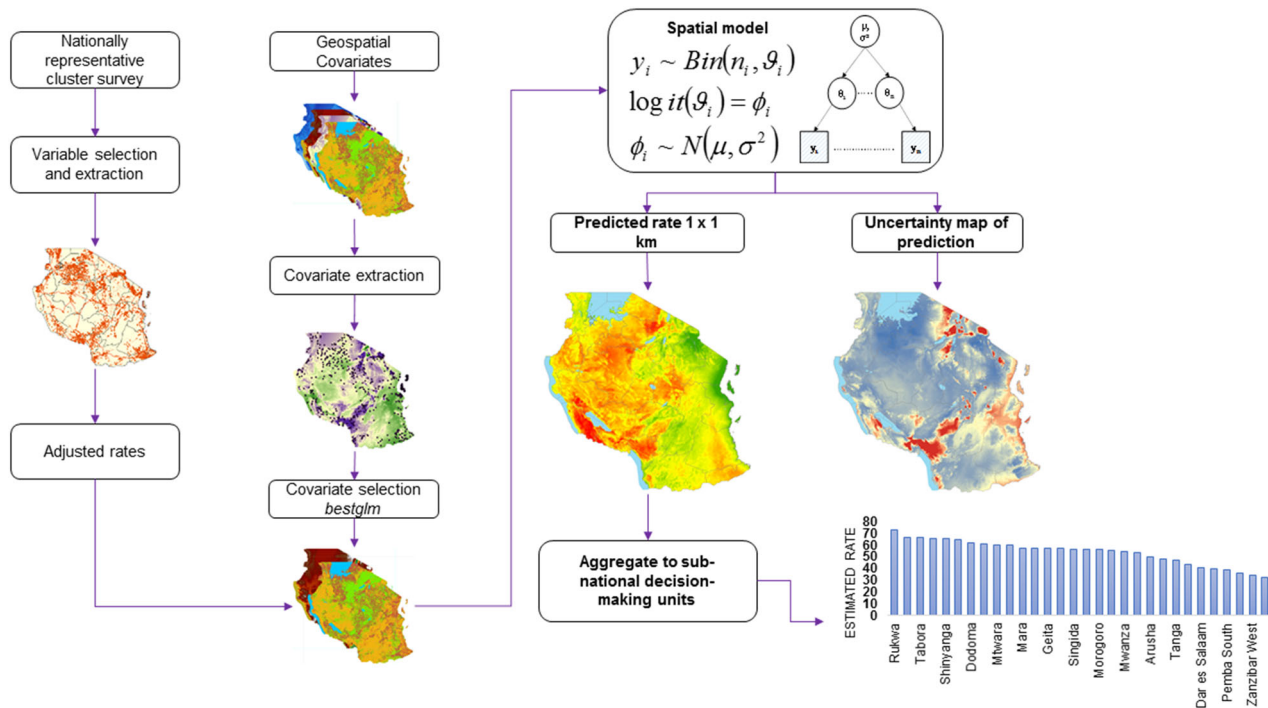 Nationally
representative
cluster survey
Variable selection
and extraction
Adjusted rates
Geospatial
Covariates
Covariate extraction
Covariate selection
bestglm
Spatial model
y_i ~ Bin(n_i, ϑ_i)
log it(ϑ_i) = ϕ_i
ϕ_i ~ N(μ, σ²)
μ,
σ²
θ_i
θ_n
y_n
Predicted rate 1 x 1
km
Uncertainty map of
prediction
Aggregate to sub-
national decision-
making units
ESTIMATED RATE
80
70
60
50
40
30
20
10
0
Rukwa
Tabora
Shinyanga
Dodoma
Mtwara
Mara
Geita
Singida
Morogoro
Mwanza
Arusha
Tanga
Dar es Salaam
Pemba South
Zanzibar West